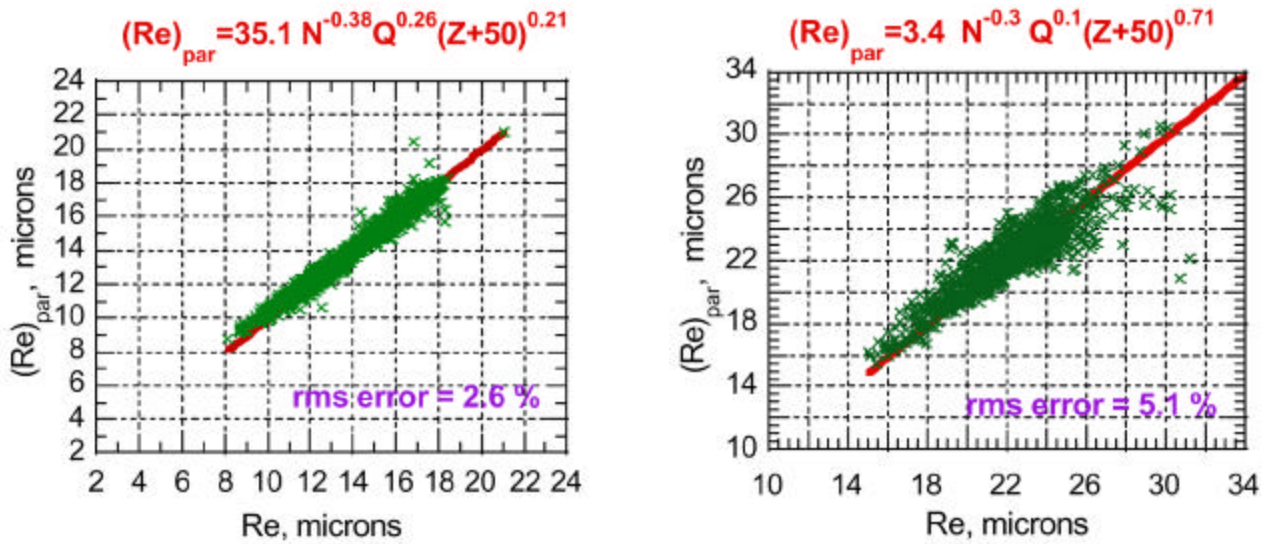 (Re)par=35.1 N^-0.38 Q^0.26 (Z+50)^0.21
24
22
20
18
16
14
12
10
8
6
4
2
(Re)par, microns
rms error = 2.6 %
2 4 6 8 10 12 14 16 18 20 22 24
Re, microns
(Re)par=3.4 N^-0.3 Q^0.1 (Z+50)^0.71
34
30
26
22
18
14
10
(Re)par, microns
rms error = 5.1 %
10 14 18 22 26 30 34
Re, microns